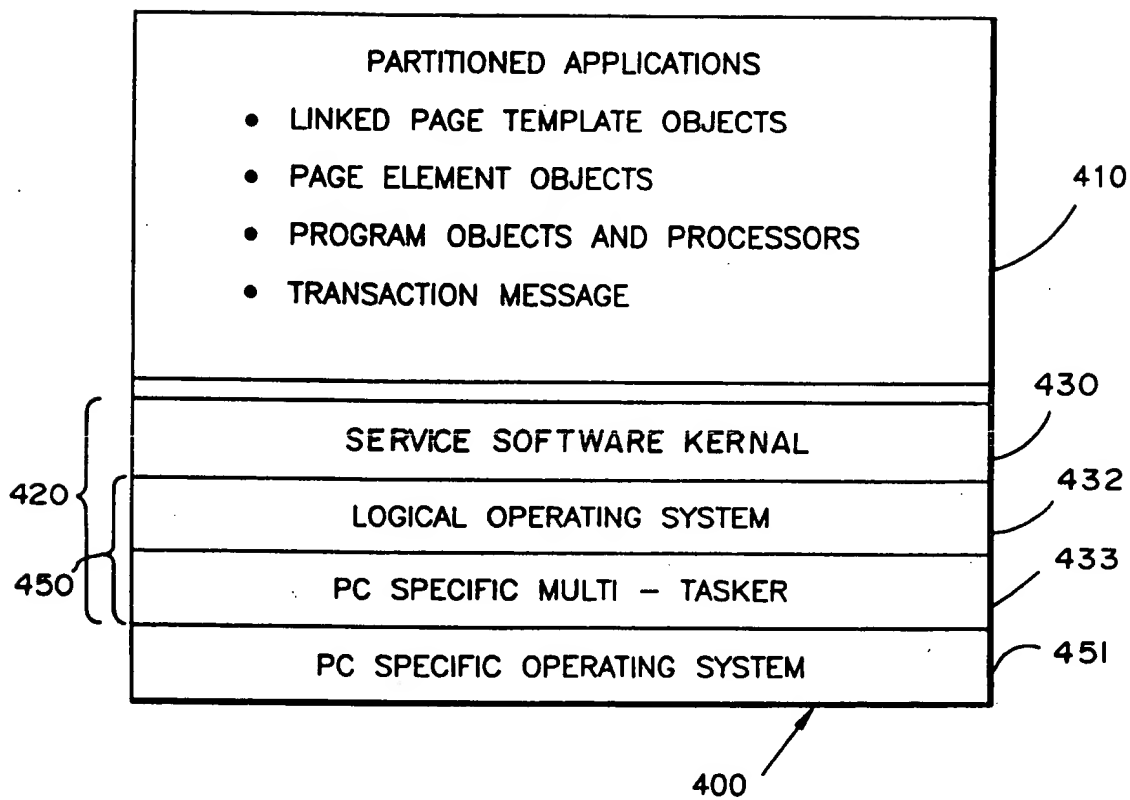 PARTITIONED APPLICATIONS
• LINKED PAGE TEMPLATE OBJECTS
• PAGE ELEMENT OBJECTS
• PROGRAM OBJECTS AND PROCESSORS
• TRANSACTION MESSAGE
410
430
SERVICE SOFTWARE KERNAL
420
432
LOGICAL OPERATING SYSTEM
450
433
PC SPECIFIC MULTI – TASKER
451
PC SPECIFIC OPERATING SYSTEM
400